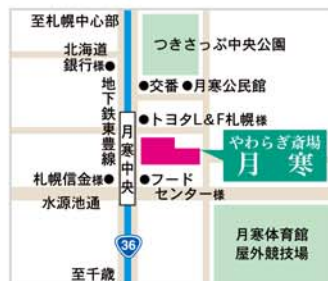 至札幌中心部
つきさっぷ中央公園
北海道
銀行様●
地下鉄東豊線
●交番 ●月寒公民館
●トヨタL&F札幌様
月寒中央
やわらぎ斎場
月寒
札幌信金様●
●フード
センター様
水源池通
36
月寒体育館
屋外競技場
至千歳